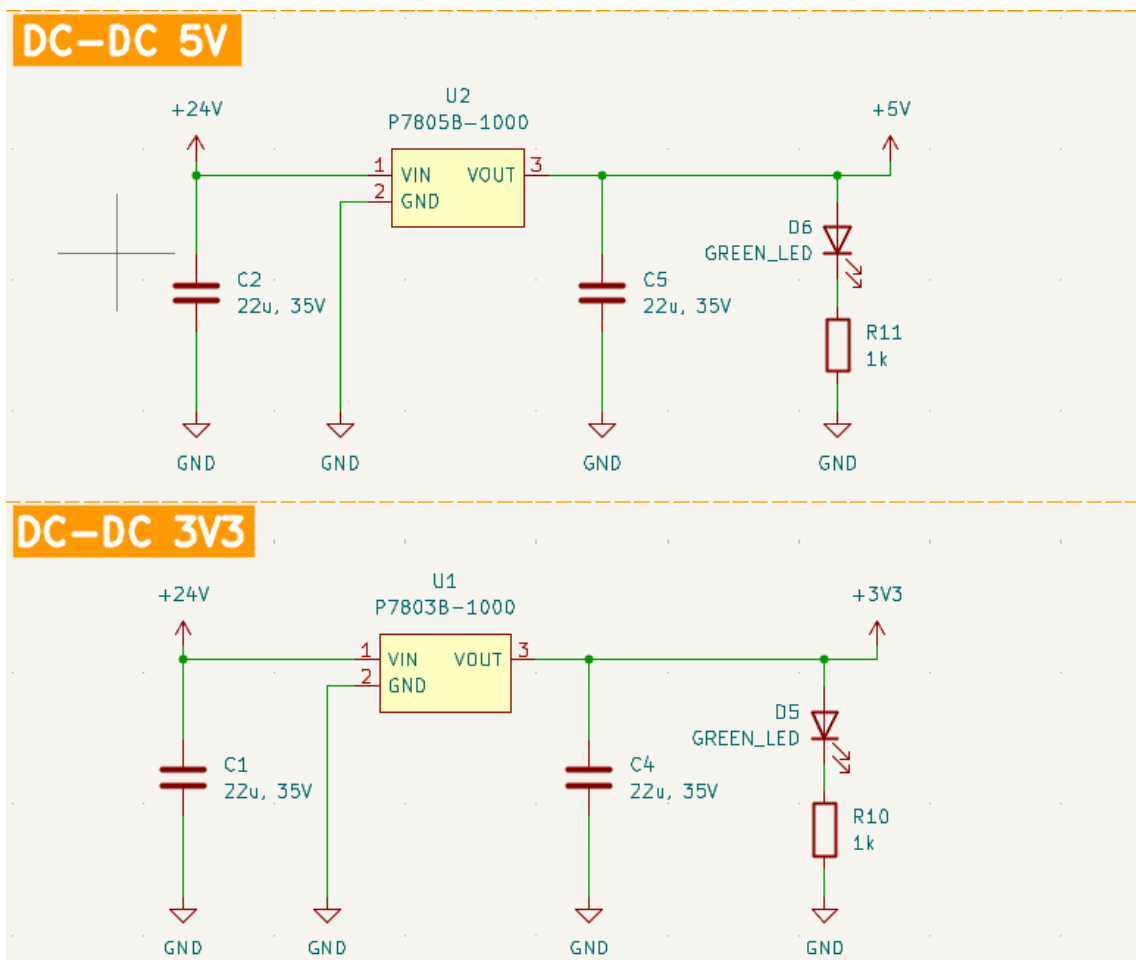 DC-DC 5V
U2
+24V
P7805B-1000
+5V
1
VIN
VOUT
3
2
GND
D6
GREEN_LED
C2
22u, 35V
C5
22u, 35V
R11
1k
GND
GND
GND
GND
DC-DC 3V3
U1
+24V
P7803B-1000
+3V3
1
VIN
VOUT
3
2
GND
D5
GREEN_LED
C1
22u, 35V
C4
22u, 35V
R10
1k
GND
GND
GND
GND